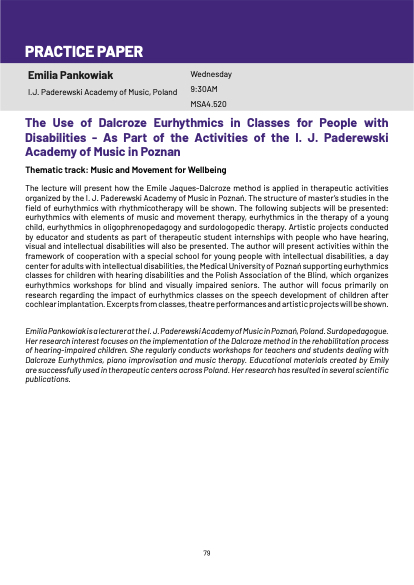 PRACTICE PAPER
Emilia Pankowiak
I.J. Paderewski Academy of Music, Poland
Wednesday
9:30AM
MSA4.520
The Use of Dalcroze Eurhythmics in Classes for People with
Disabilities - As Part of the Activities of the I. J. Paderewski
Academy of Music in Poznan
Thematic track: Music and Movement for Wellbeing
The lecture will present how the Emile Jaques-Dalcroze method is applied in therapeutic activities
organized by the I. J. Paderewski Academy of Music in Poznań. The structure of master's studies in the
field of eurhythmics with rhythmicotherapy will be shown. The following subjects will be presented:
eurhythmics with elements of music and movement therapy, eurhythmics in the therapy of a young
child, eurhythmics in oligophrenopedagogy and surdologopedic therapy. Artistic projects conducted
by educator and students as part of therapeutic student internships with people who have hearing,
visual and intellectual disabilities will also be presented. The author will present activities within the
framework of cooperation with a special school for young people with intellectual disabilities, a day
center for adults with intellectual disabilities, the Medical University of Poznań supporting eurhythmics
classes for children with hearing disabilities and the Polish Association of the Blind, which organizes
eurhythmics workshops for blind and visually impaired seniors. The author will focus primarily on
research regarding the impact of eurhythmics classes on the speech development of children after
cochlear implantation. Excerpts from classes, theatre performances and artistic projects will be shown.
Emilia Pankowiak is a lecturer at the I. J. Paderewski Academy of Music in Poznań, Poland. Surdopedagogue.
Her research interest focuses on the implementation of the Dalcroze method in the rehabilitation process
of hearing-impaired children. She regularly conducts workshops for teachers and students dealing with
Dalcroze Eurhythmics, piano improvisation and music therapy. Educational materials created by Emily
are successfully used in therapeutic centers across Poland. Her research has resulted in several scientific
publications.
79